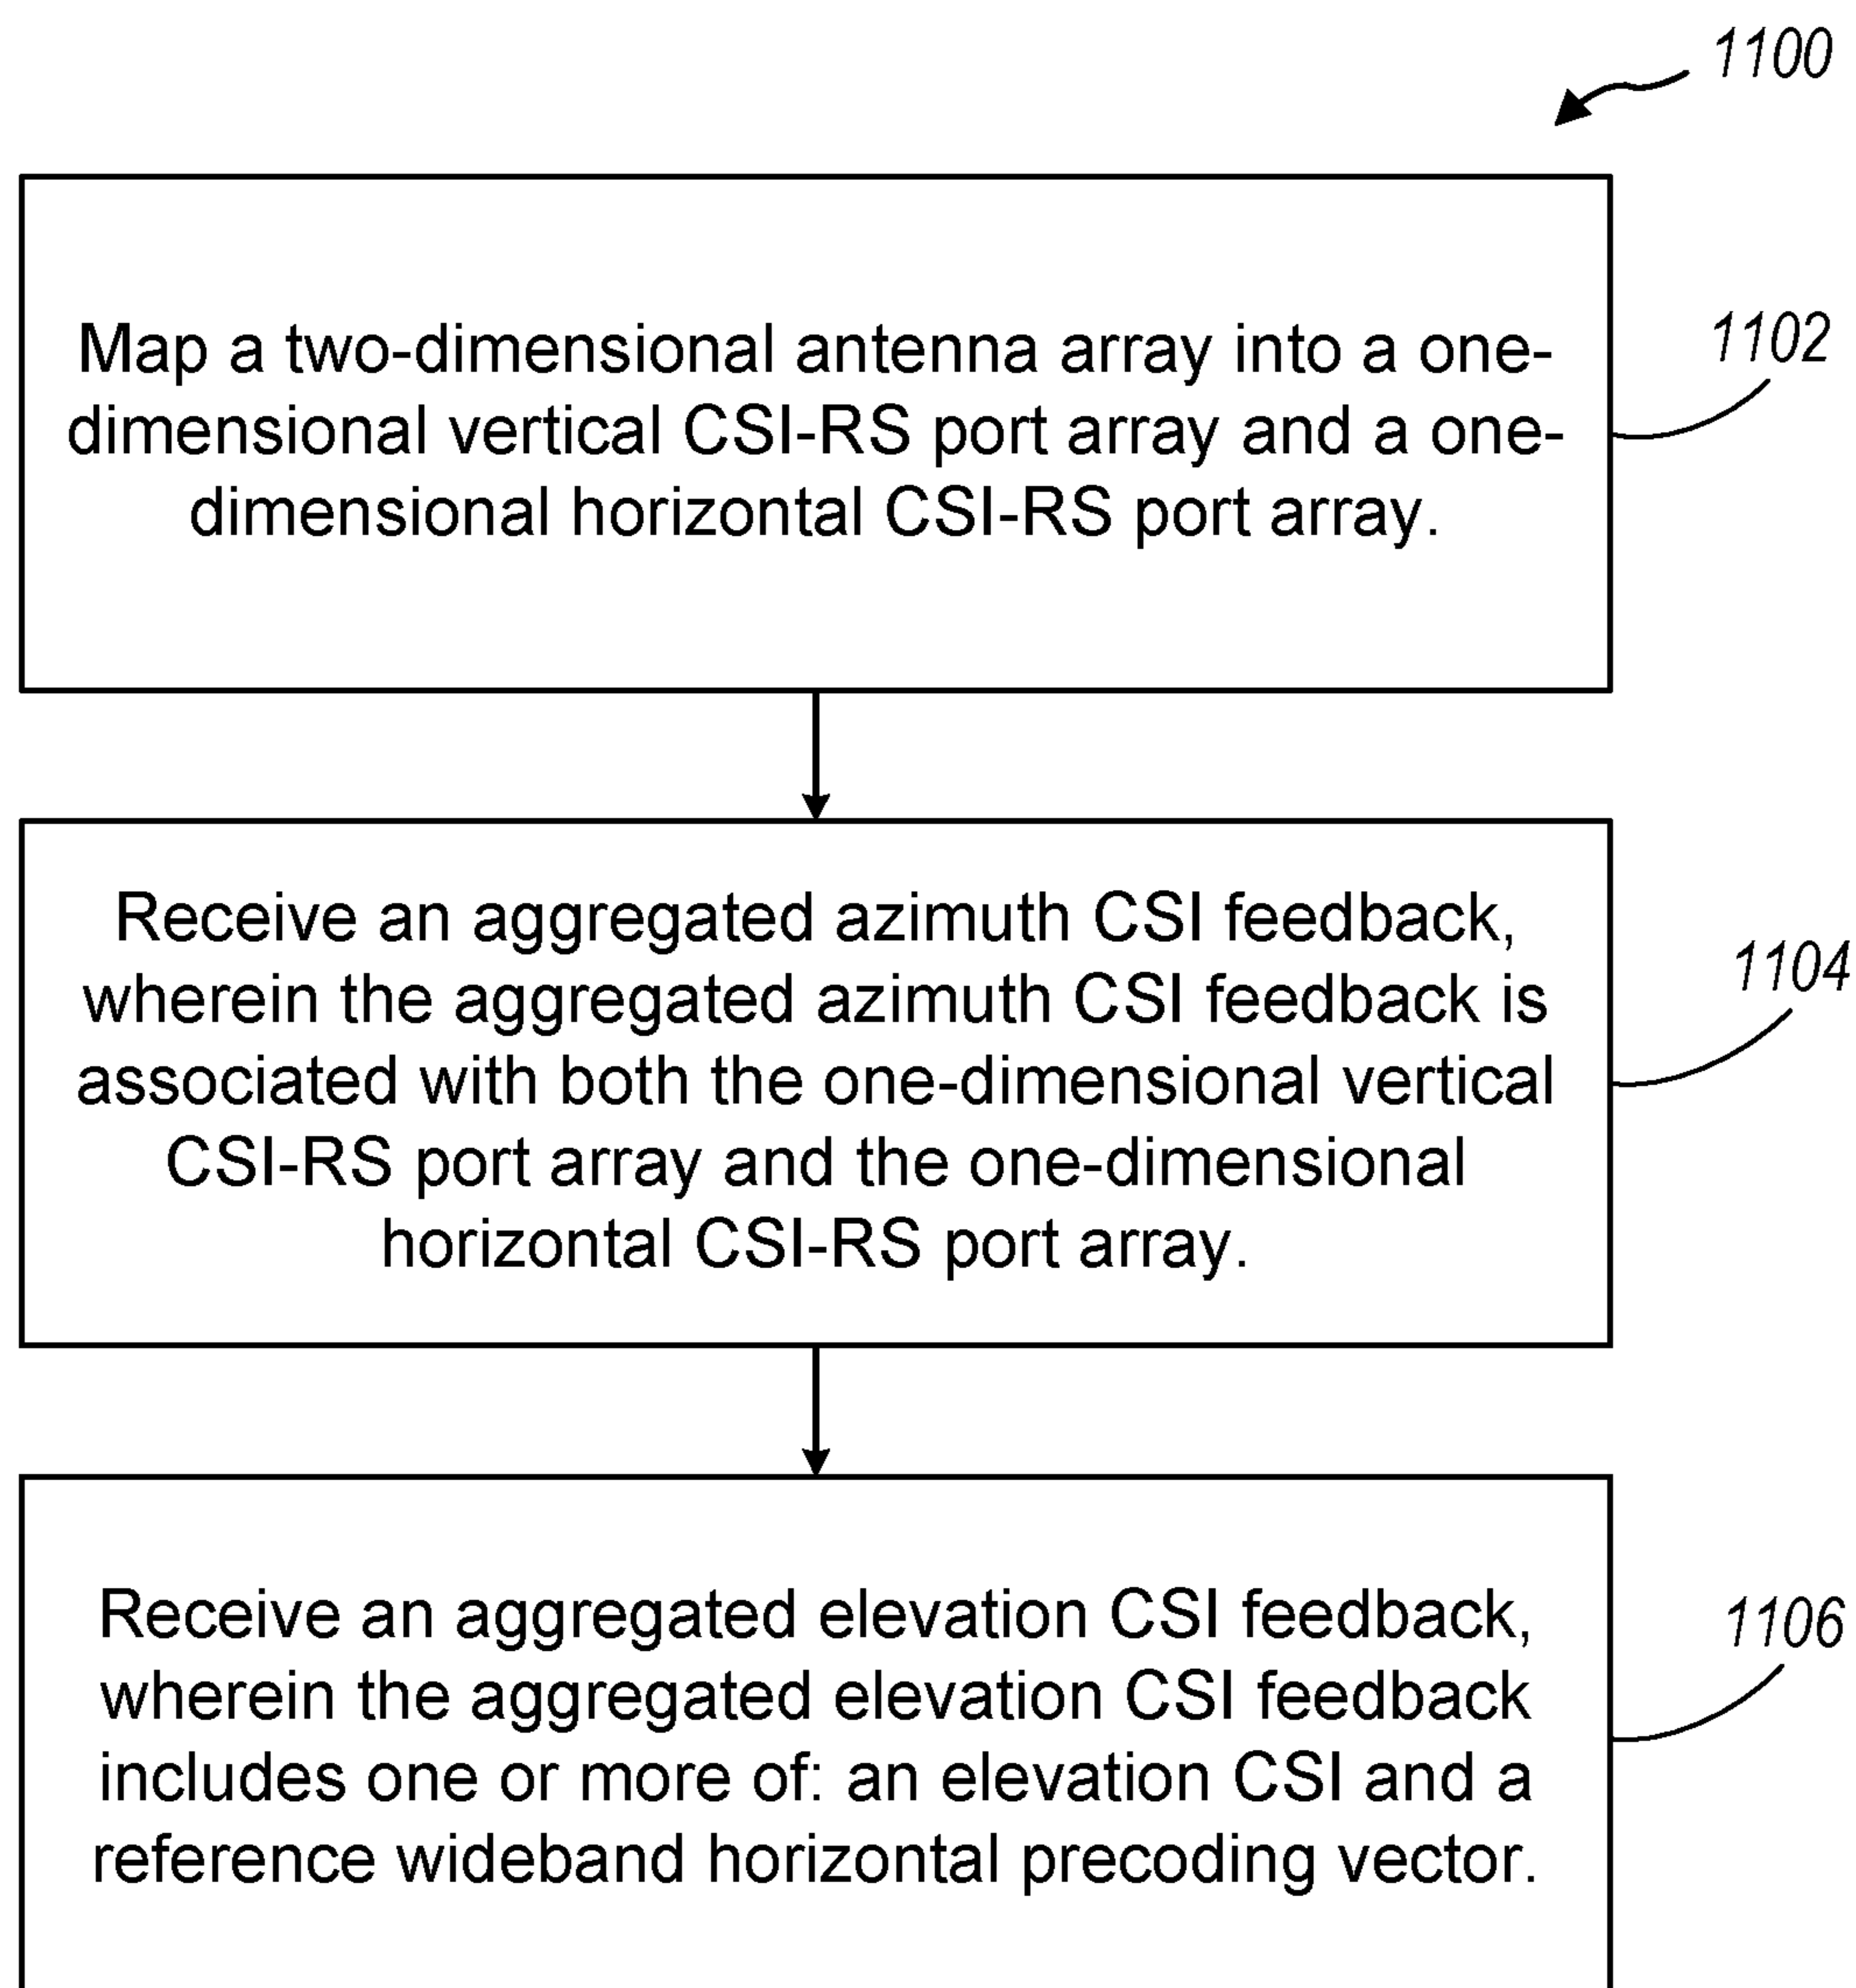 1100
Map a two-dimensional antenna array into a one-
dimensional vertical CSI-RS port array and a one-
dimensional horizontal CSI-RS port array.
1102
Receive an aggregated azimuth CSI feedback,
wherein the aggregated azimuth CSI feedback is
associated with both the one-dimensional vertical
CSI-RS port array and the one-dimensional
horizontal CSI-RS port array.
1104
Receive an aggregated elevation CSI feedback,
wherein the aggregated elevation CSI feedback
includes one or more of: an elevation CSI and a
reference wideband horizontal precoding vector.
1106